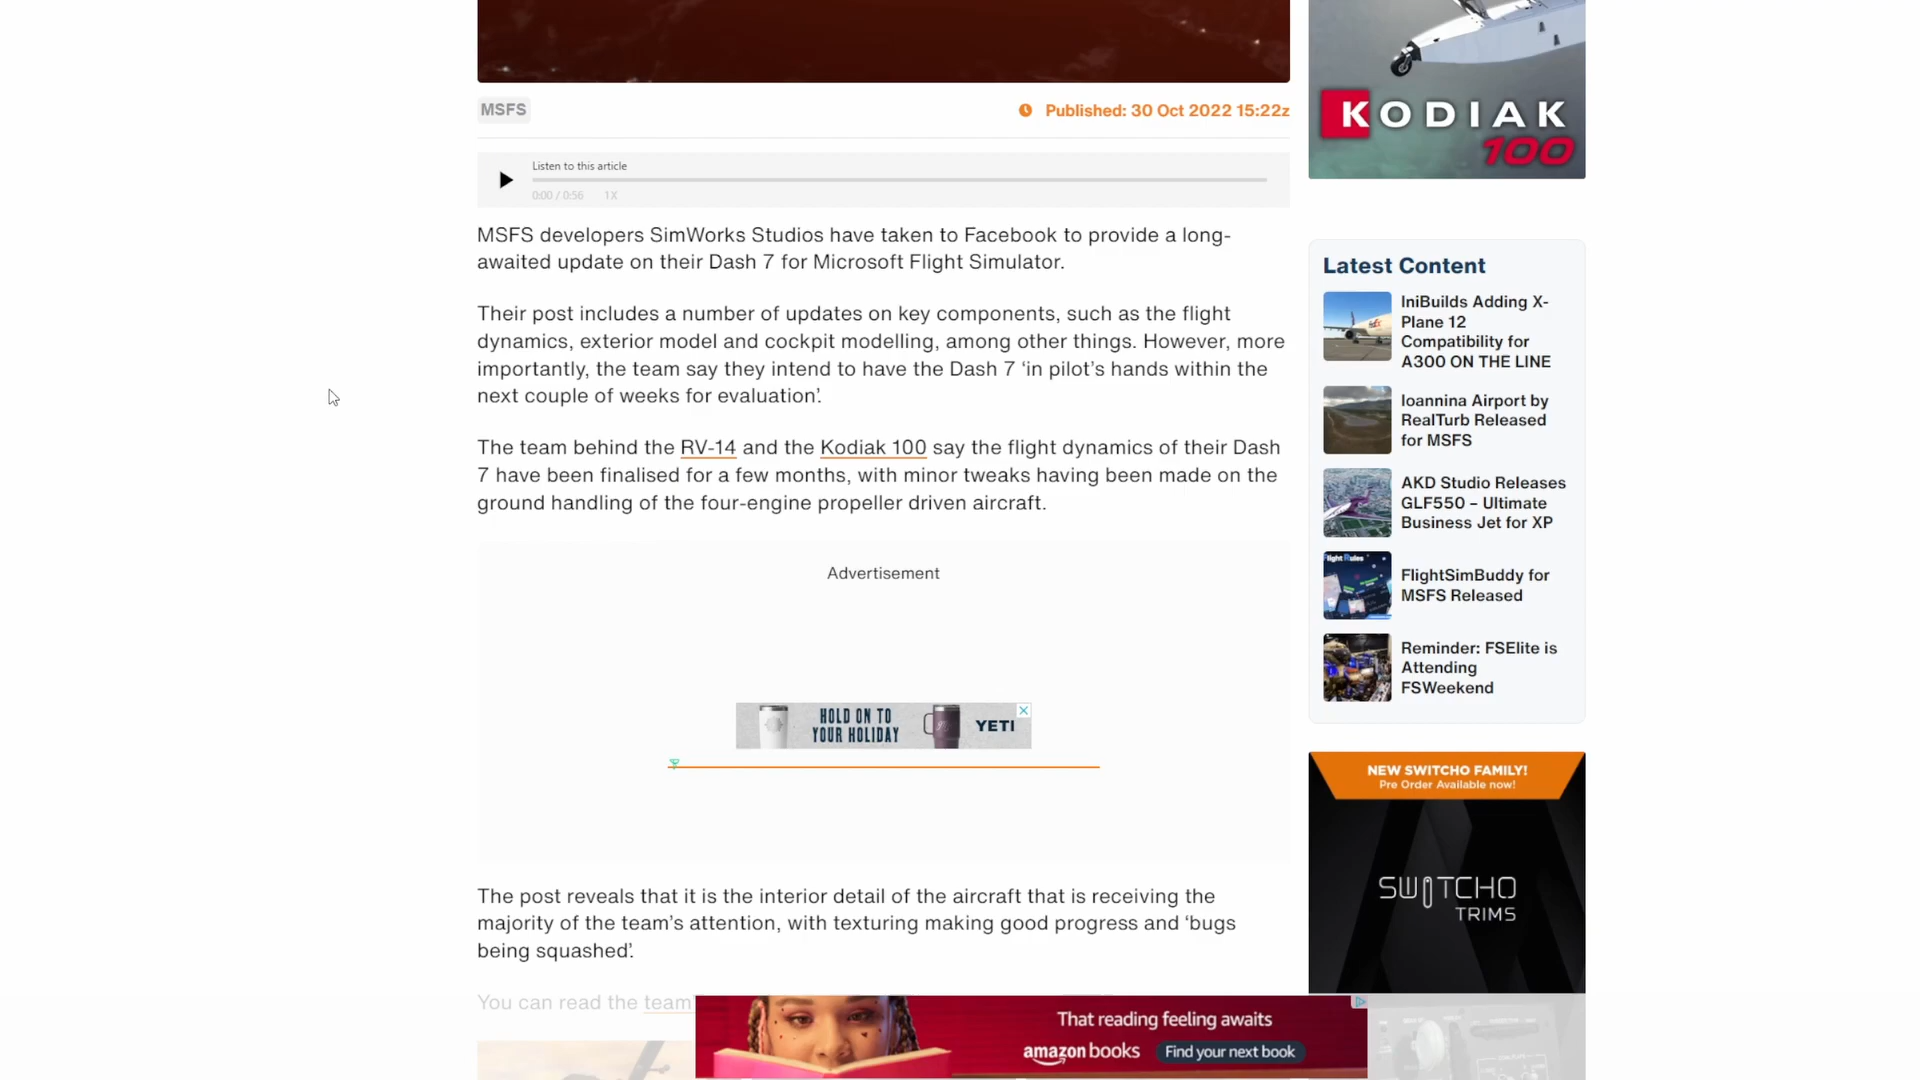 MSFS
Published: 30 Oct 2022 15:22z
Listen to this article
0:00 / 0:56 1X
MSFS developers SimWorks Studios have taken to Facebook to provide a long-
awaited update on their Dash 7 for Microsoft Flight Simulator.
Their post includes a number of updates on key components, such as the flight
dynamics, exterior model and cockpit modelling, among other things. However, more
importantly, the team say they intend to have the Dash 7 ‘in pilot’s hands within the
next couple of weeks for evaluation’.
The team behind the RV-14 and the Kodiak 100 say the flight dynamics of their Dash
7 have been finalised for a few months, with minor tweaks having been made on the
ground handling of the four-engine propeller driven aircraft.
Advertisement
HOLD ON TO
YOUR HOLIDAY
YETI
The post reveals that it is the interior detail of the aircraft that is receiving the
majority of the team’s attention, with texturing making good progress and ‘bugs
being squashed’.
You can read the team’
KODIAK
100
Latest Content
IniBuilds Adding X-
Plane 12
Compatibility for
A300 ON THE LINE
Ioannina Airport by
RealTurb Released
for MSFS
AKD Studio Releases
GLF550 – Ultimate
Business Jet for XP
Flight Rules
FlightSimBuddy for
MSFS Released
Reminder: FSElite is
Attending
FSWeekend
NEW SWITCHO FAMILY!
Pre Order Available now!
SWITCHO
TRIMS
That reading feeling awaits
amazon books
Find your next book